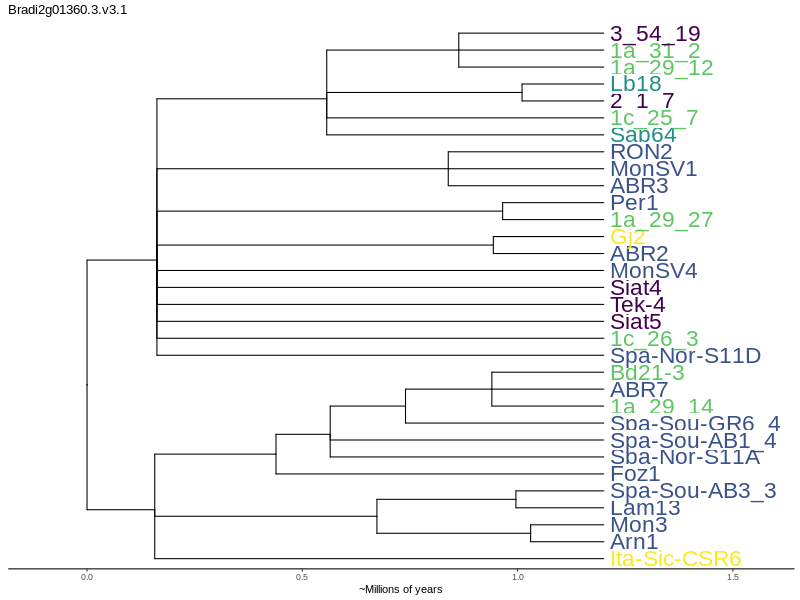 Bradi2g01360.3.v3.1
3_54_19
1a_31_2
1a_29_12
Lb18
2_1_7
1c_25_7
Sab64
RON2
MonSV1
ABR3
Per1
1a_29_27
Gj2
ABR2
MonSV4
Siat4
Tek-4
Siat5
1c_26_3
Spa-Nor-S11D
Bd21-3
ABR7
1a_29_14
Spa-Sou-GR6_4
Spa-Sou-AB1_4
Spa-Nor-S11A
Foz1
Spa-Sou-AB3_3
Lam13
Mon3
Arn1
Ita-Sic-CSR6
0.0 0.5 1.0 1.5
~Millions of years